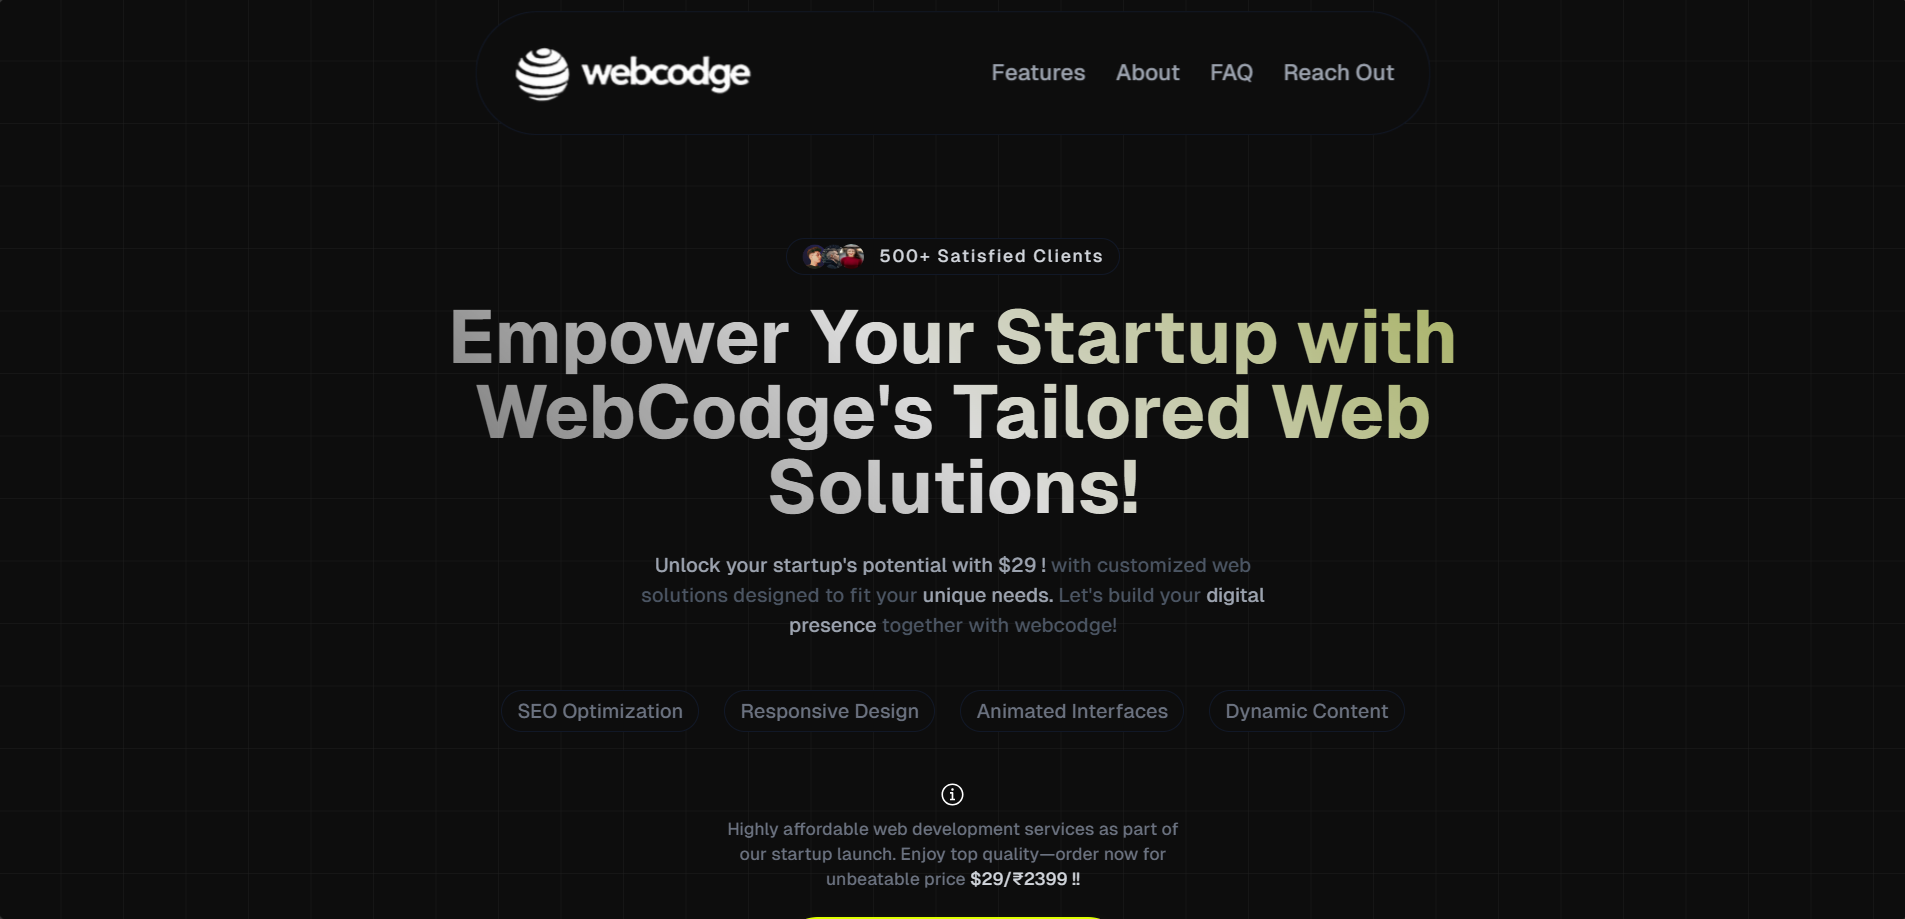 webcodge
Features About FAQ Reach Out
500+ Satisfied Clients
Empower Your Startup with
WebCodge's Tailored Web
Solutions!
Unlock your startup's potential with $29 ! with customized web
solutions designed to fit your unique needs. Let's build your digital
presence together with webcodge!
SEO Optimization Responsive Design Animated Interfaces Dynamic Content
Highly affordable web development services as part of
our startup launch. Enjoy top quality—order now for
unbeatable price $29/₹2399 !!